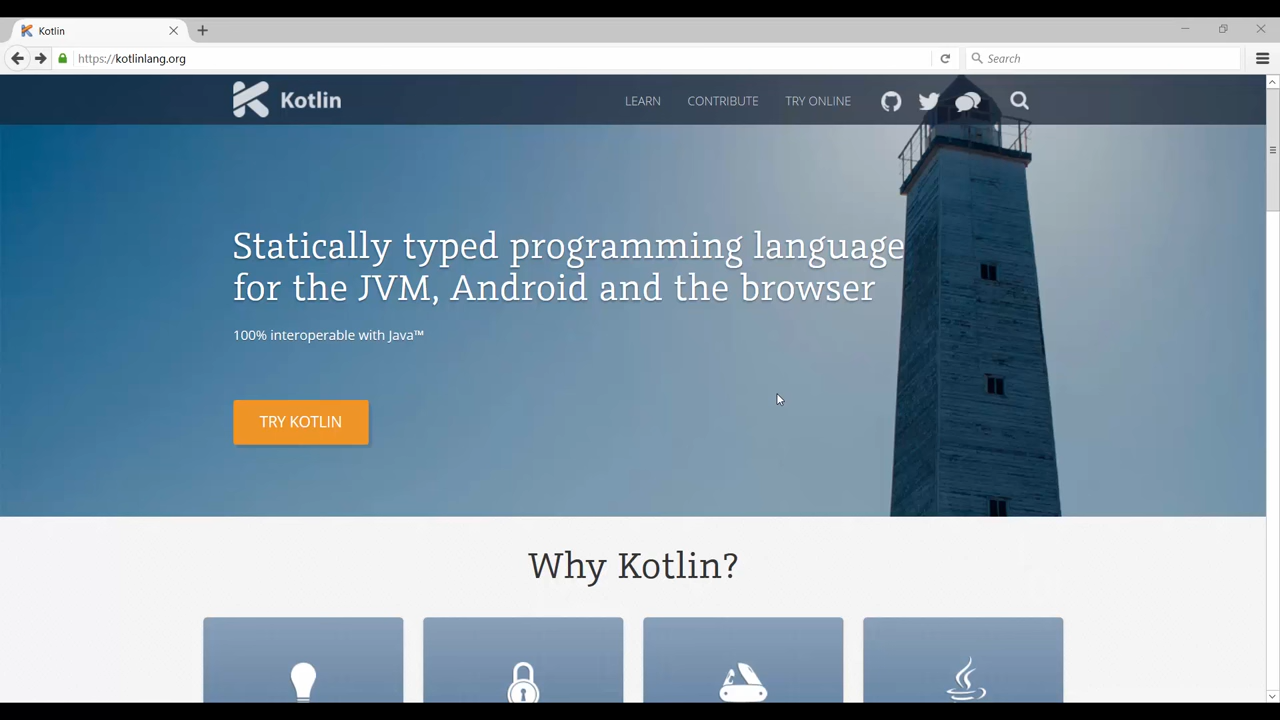 Kotlin
https://kotlinlang.org
Search
Kotlin
LEARN
CONTRIBUTE
TRY ONLINE
Statically typed programming language
for the JVM, Android and the browser
100% interoperable with Java™
TRY KOTLIN
Why Kotlin?